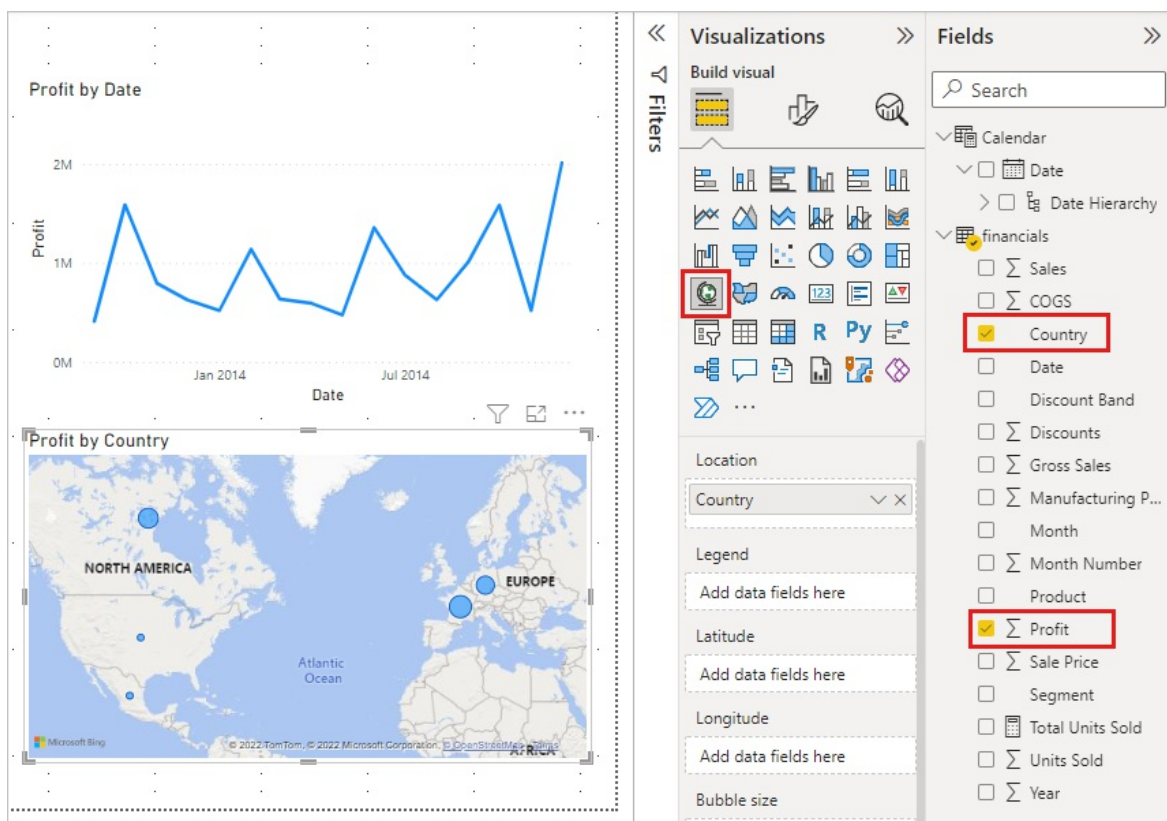 Profit by Date
2M
1M
0M
Profit
Jan 2014
Jul 2014
Date
Profit by Country
NORTH AMERICA
EUROPE
Atlantic
Ocean
AFRICA
Microsoft Bing
© 2022 TomTom, © 2022 Microsoft Corporation, © OpenStreetMap Terms
Filters
Visualizations
Build visual
123
R
Py
...
Location
Country
Legend
Add data fields here
Latitude
Add data fields here
Longitude
Add data fields here
Bubble size
Fields
Search
Calendar
Date
Date Hierarchy
financials
Σ Sales
Σ COGS
Country
Date
Discount Band
Σ Discounts
Σ Gross Sales
Σ Manufacturing P...
Month
Σ Month Number
Product
Σ Profit
Σ Sale Price
Segment
Total Units Sold
Σ Units Sold
Σ Year